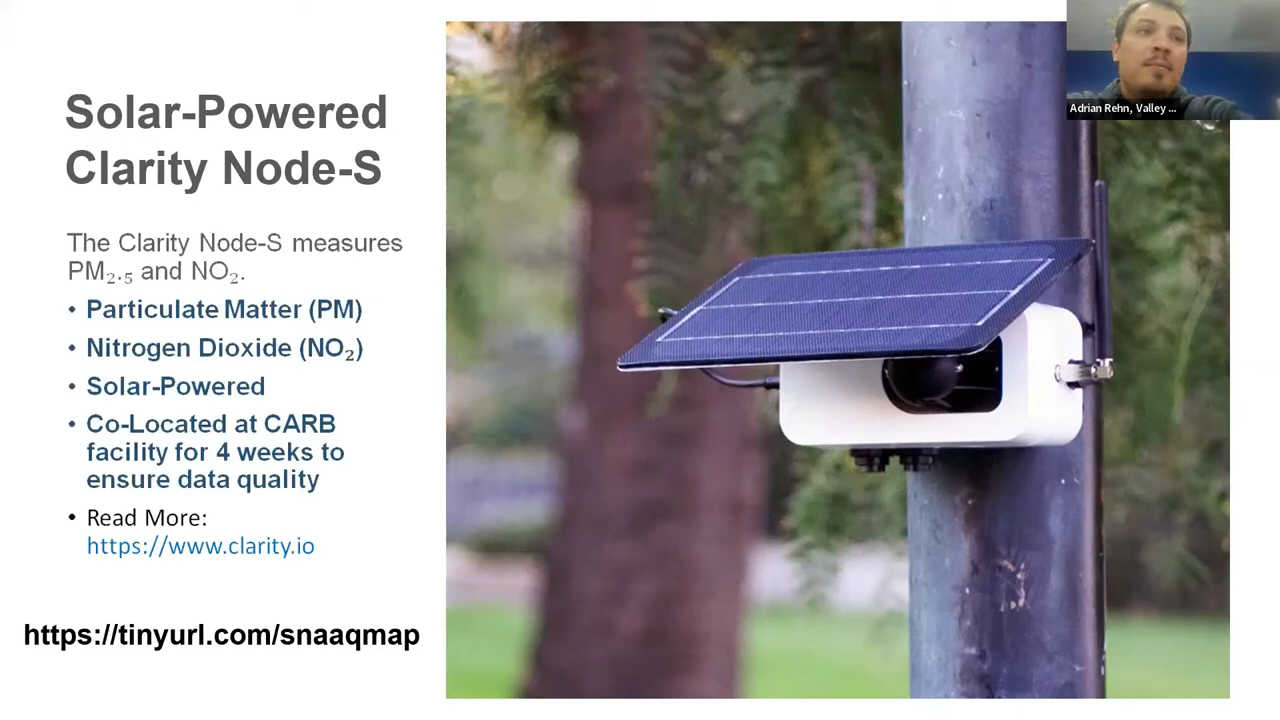 Solar-Powered
Clarity Node-S
The Clarity Node-S measures
PM₂.₅ and NO₂.
• Particulate Matter (PM)
• Nitrogen Dioxide (NO₂)
• Solar-Powered
• Co-Located at CARB
facility for 4 weeks to
ensure data quality
• Read More:
https://www.clarity.io
https://tinyurl.com/snaaqmap
Adrian Rehn, Valley ...